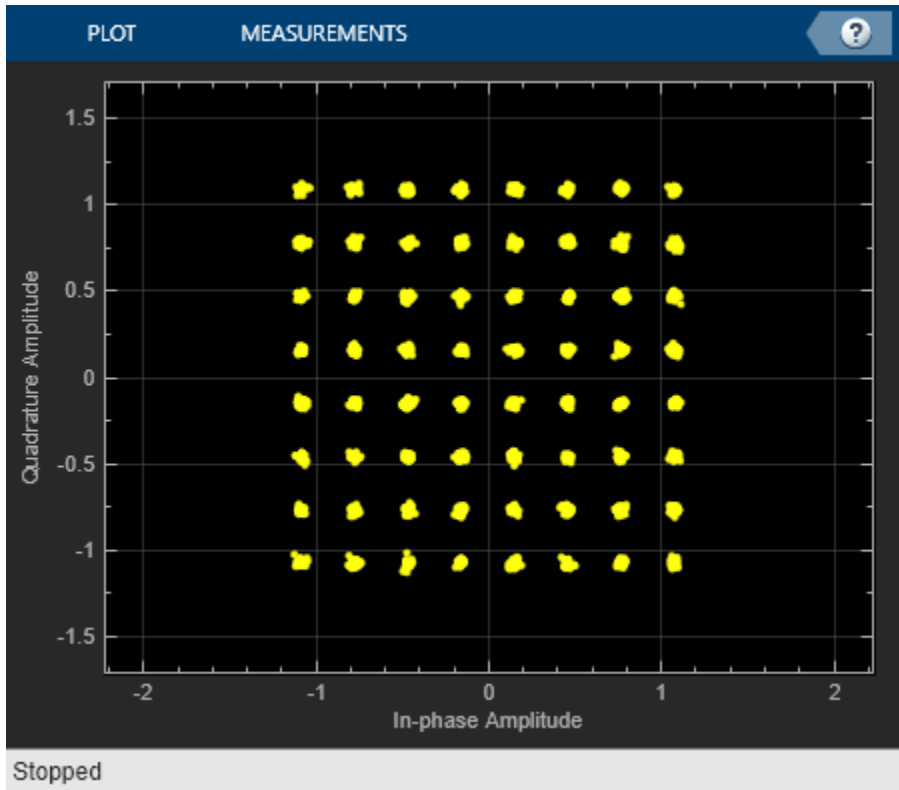 PLOT MEASUREMENTS ?
1.5
1
0.5
0
-0.5
-1
-1.5
Quadrature Amplitude
-2 -1 0 1 2
In-phase Amplitude
Stopped